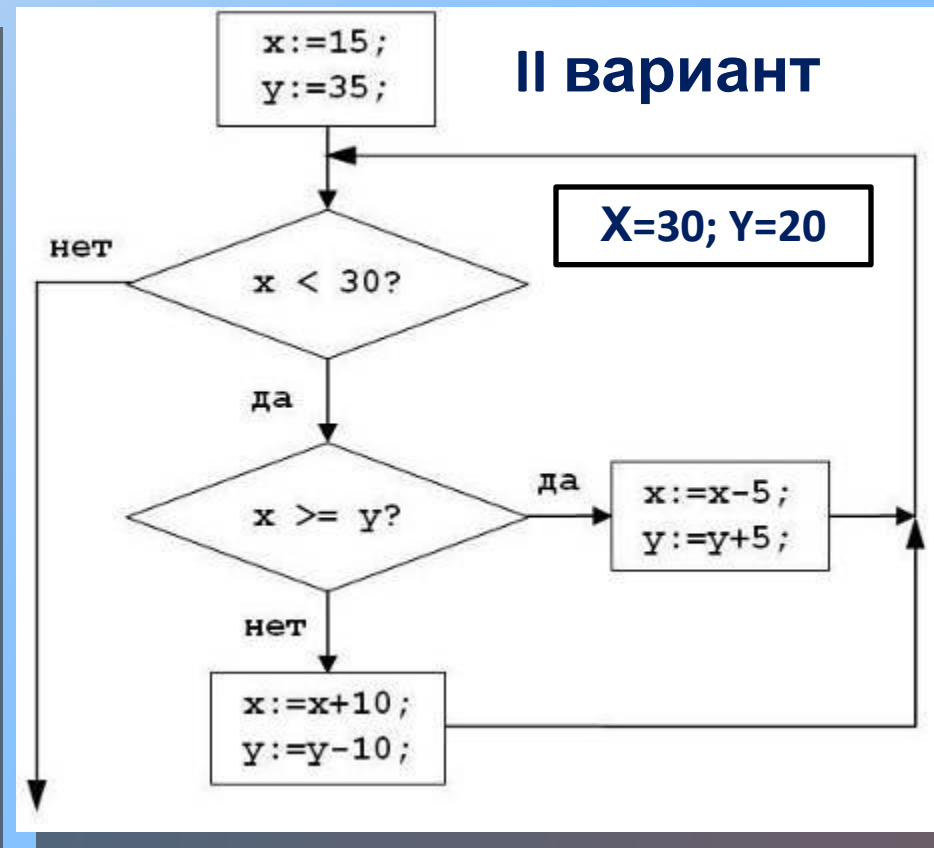 x:=15;
y:=35;
II вариант
X=30; Y=20
нет
x < 30?
да
x >= y?
да
x:=x-5;
y:=y+5;
нет
x:=x+10;
y:=y-10;